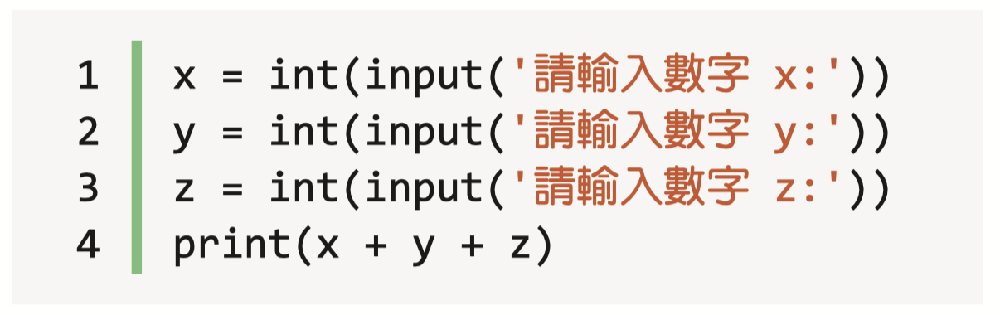 1 x = int(input('請輸入數字 x:'))
2 y = int(input('請輸入數字 y:'))
3 z = int(input('請輸入數字 z:'))
4 print(x + y + z)